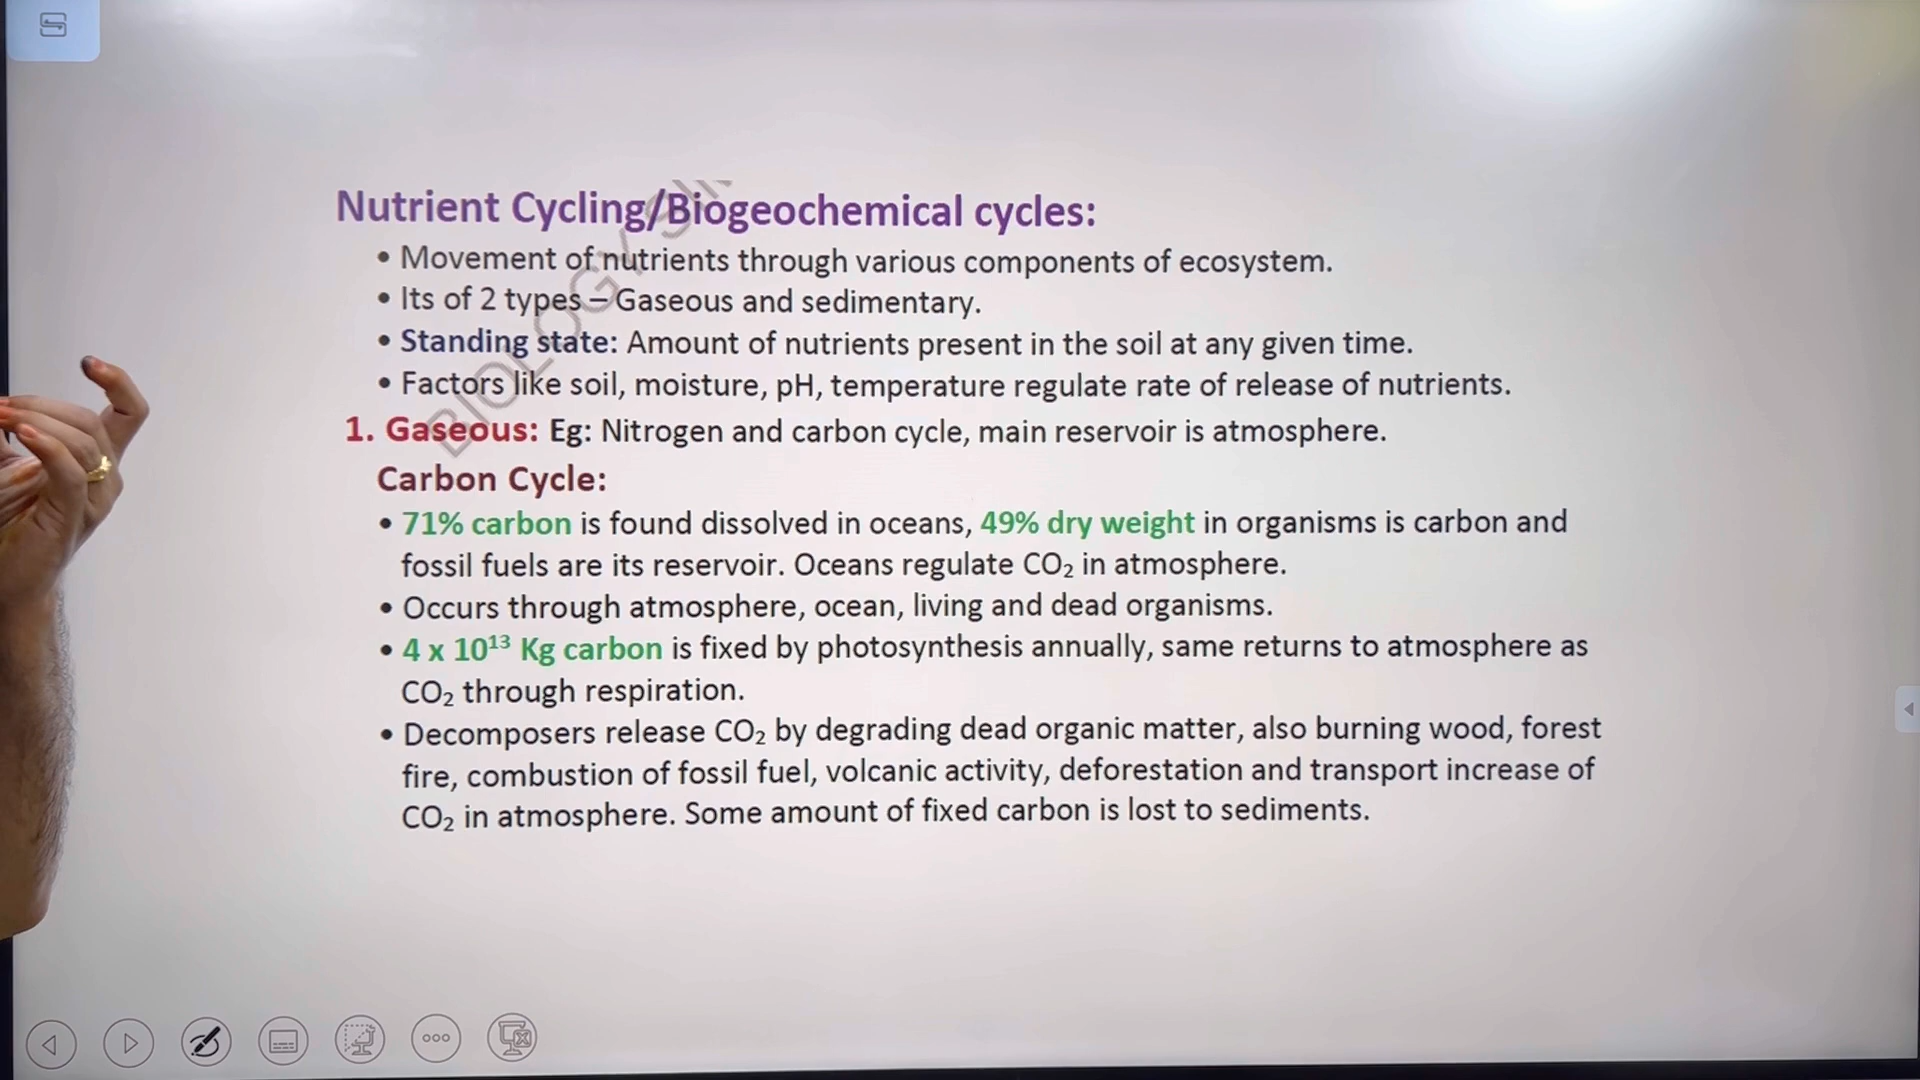 Nutrient Cycling/Biogeochemical cycles:
• Movement of nutrients through various components of ecosystem.
• Its of 2 types – Gaseous and sedimentary.
• Standing state: Amount of nutrients present in the soil at any given time.
• Factors like soil, moisture, pH, temperature regulate rate of release of nutrients.
1. Gaseous: Eg: Nitrogen and carbon cycle, main reservoir is atmosphere.
Carbon Cycle:
• 71% carbon is found dissolved in oceans, 49% dry weight in organisms is carbon and
fossil fuels are its reservoir. Oceans regulate CO₂ in atmosphere.
• Occurs through atmosphere, ocean, living and dead organisms.
• 4 x 10¹³ Kg carbon is fixed by photosynthesis annually, same returns to atmosphere as
CO₂ through respiration.
• Decomposers release CO₂ by degrading dead organic matter, also burning wood, forest
fire, combustion of fossil fuel, volcanic activity, deforestation and transport increase of
CO₂ in atmosphere. Some amount of fixed carbon is lost to sediments.
BIOLOGY